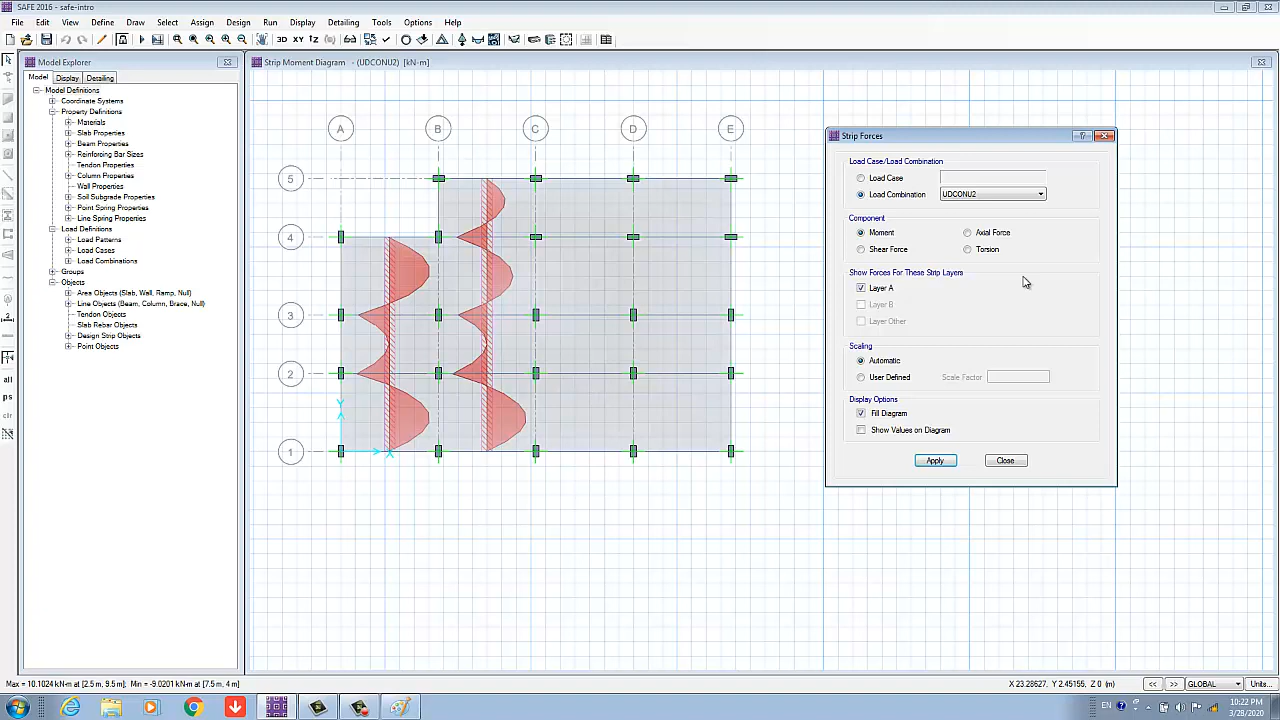 SAFE 2016 - safe-intro
File Edit View Define Draw Select Assign Design Run Display Detailing Tools Options Help
3D XY
Model Explorer
Model Display Detailing
Model Definitions
Coordinate Systems
Property Definitions
Materials
Slab Properties
Beam Properties
Reinforcing Bar Sizes
Tendon Properties
Column Properties
Wall Properties
Soil Subgrade Properties
Point Spring Properties
Line Spring Properties
Load Definitions
Load Patterns
Load Cases
Load Combinations
Groups
Objects
Area Objects (Slab, Wall, Ramp, Null)
Line Objects (Beam, Column, Brace, Null)
Tendon Objects
Slab Rebar Objects
Design Strip Objects
Point Objects
all
ps
clr
Strip Moment Diagram - (UDCONU2) [kN-m]
A B C D E
5
4
3
2
1
Y
X
Strip Forces
Load Case/Load Combination
Load Case
Load Combination UDCONU2
Component
Moment Axial Force
Shear Force Torsion
Show Forces For These Strip Layers
Layer A
Layer B
Layer Other
Scaling
Automatic
User Defined Scale Factor
Display Options
Fill Diagram
Show Values on Diagram
Apply Close
Max = 10.1024 kN-m at [2.5 m, 9.5 m]; Min = -9.0201 kN-m at [7.5 m, 4 m]
X 23.28627, Y 2.45155, Z 0 (m) << >> GLOBAL Units...
EN 10:22 PM
3/28/2020